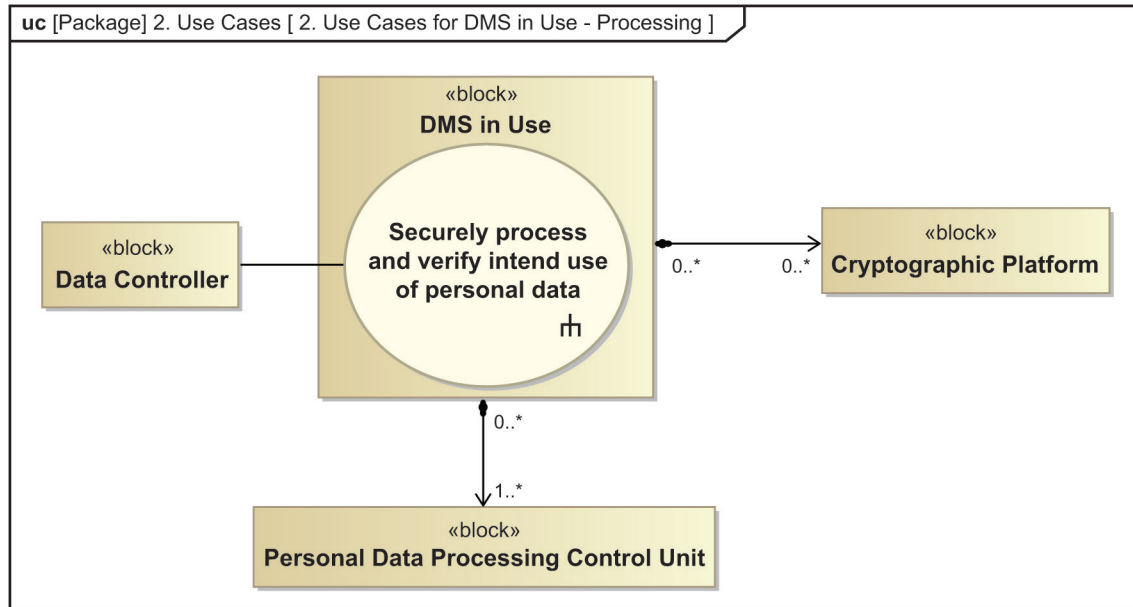 uc [Package] 2. Use Cases [ 2. Use Cases for DMS in Use - Processing ]
«block»
DMS in Use
Securely process
and verify intend use
of personal data
«block»
Data Controller
0..*
0..*
«block»
Cryptographic Platform
0..*
1..*
«block»
Personal Data Processing Control Unit